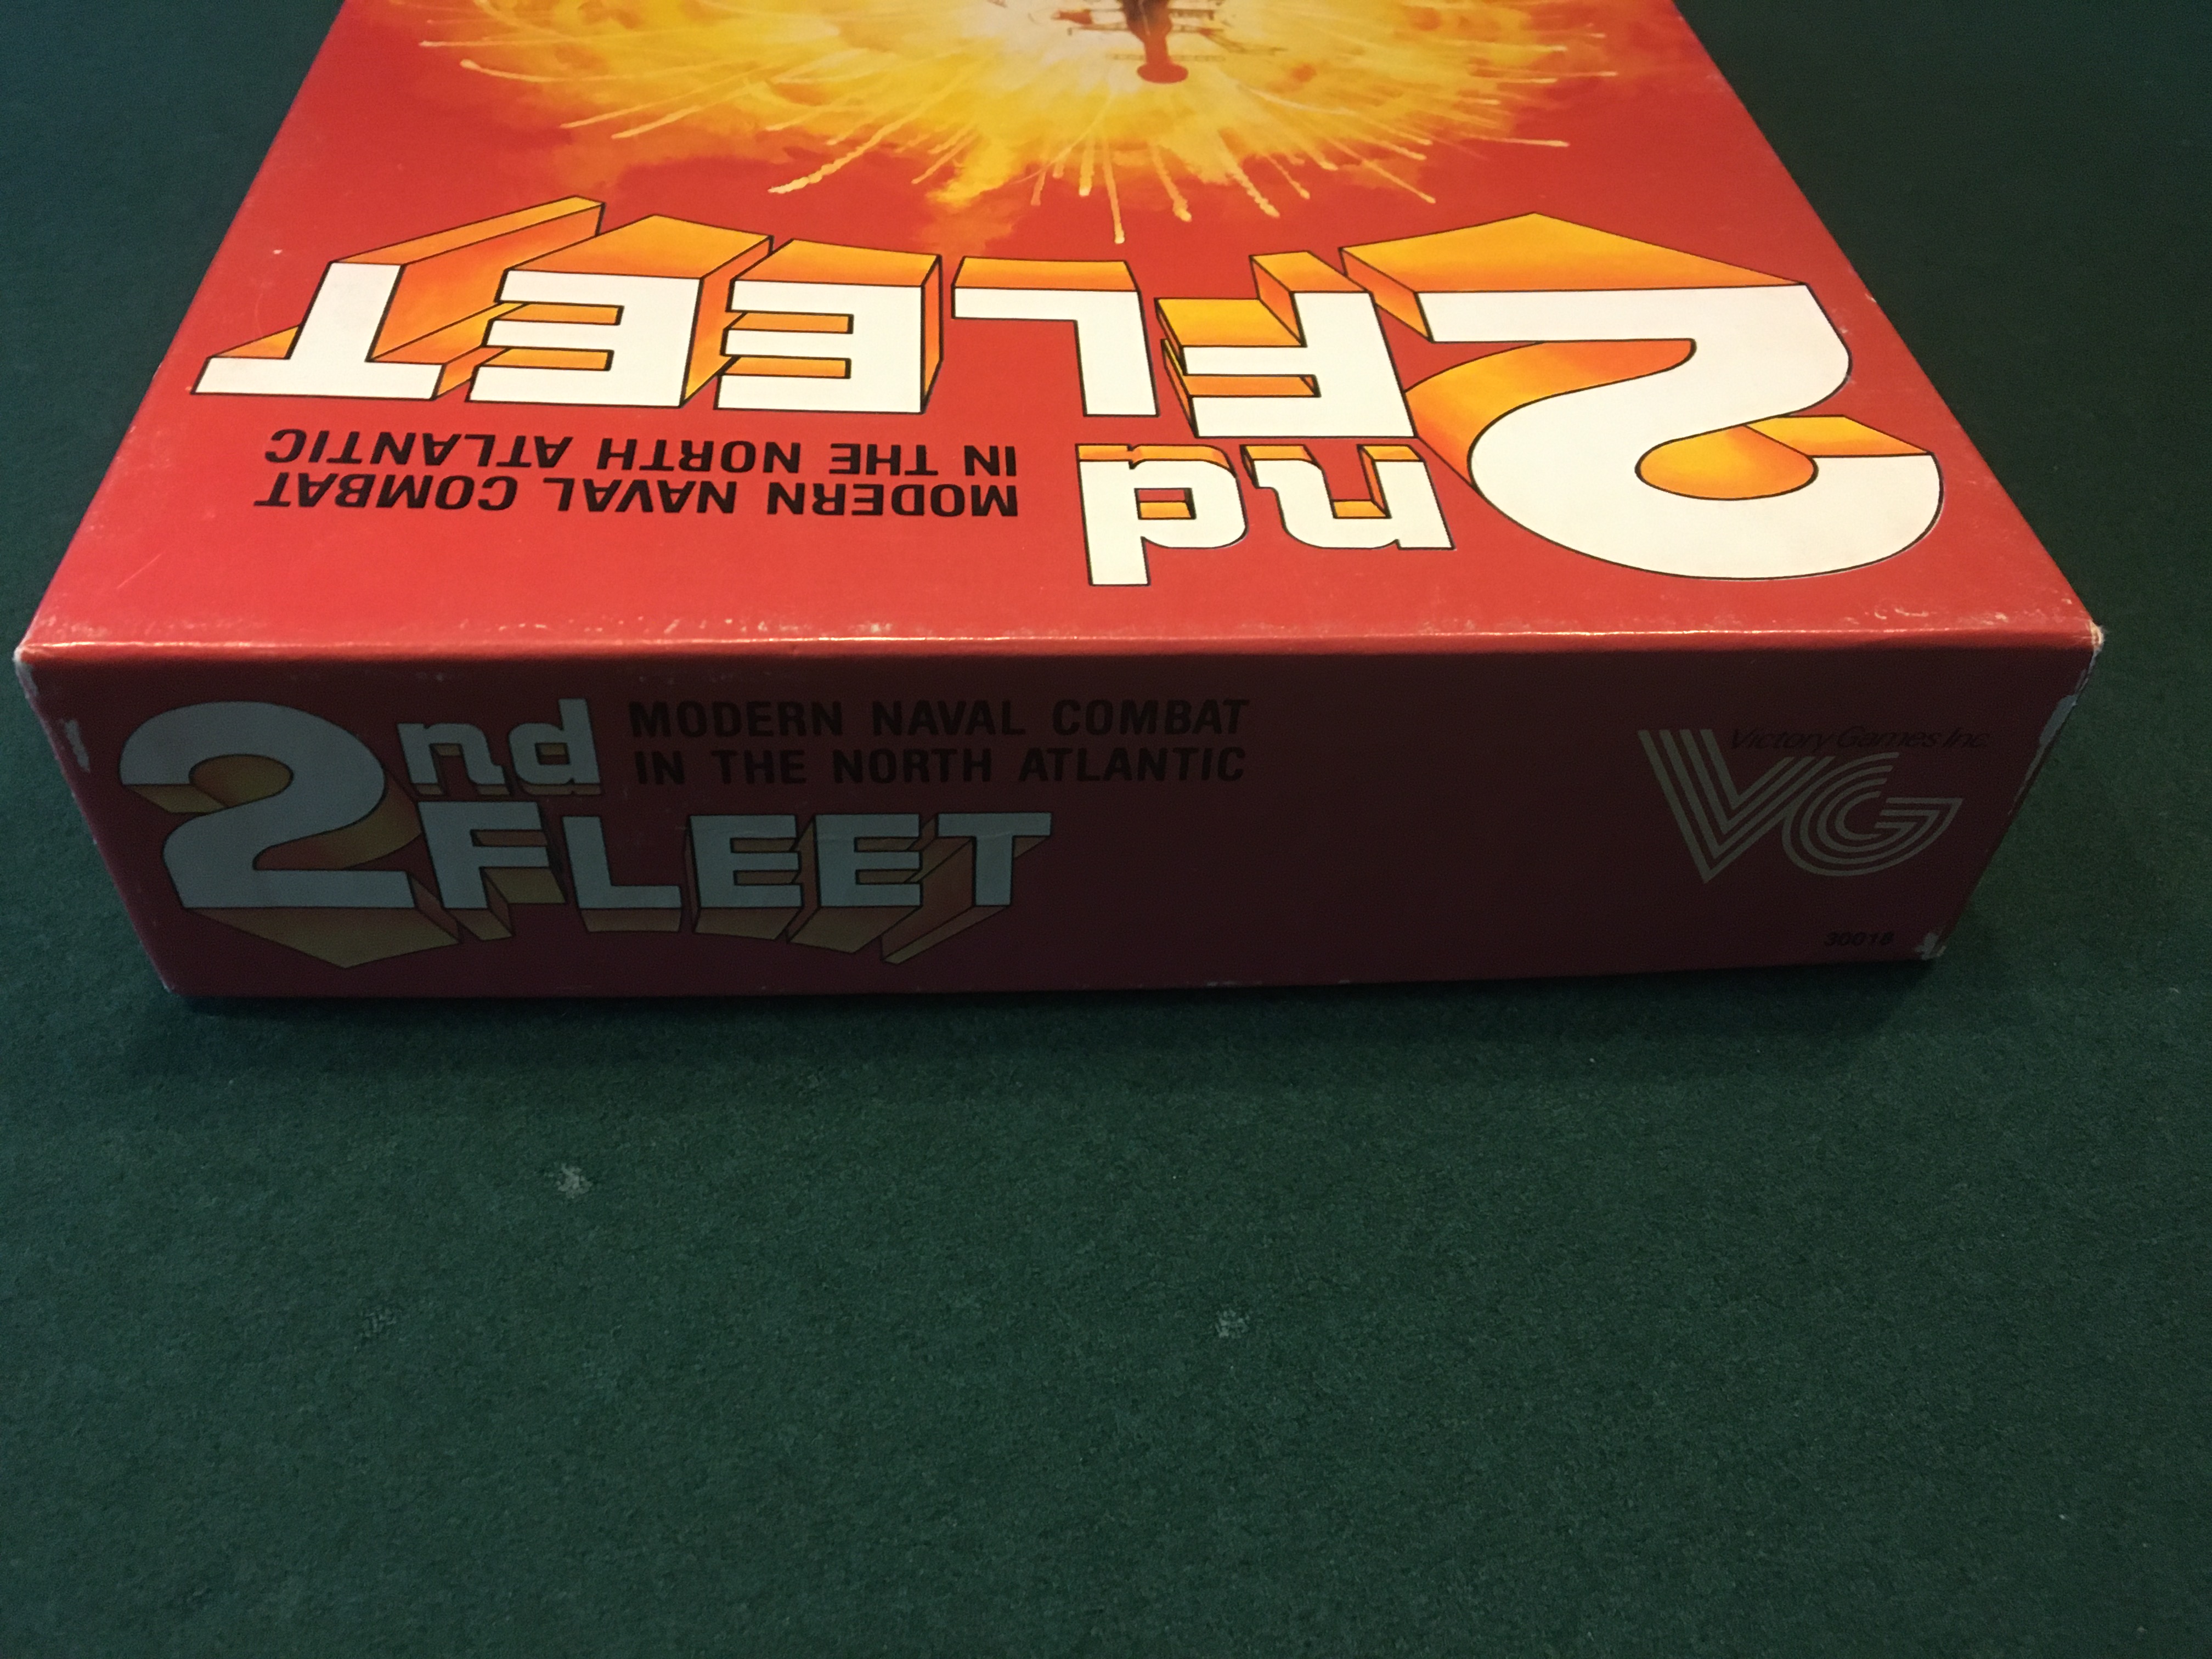 2nd
FLEET
MODERN NAVAL COMBAT
IN THE NORTH ATLANTIC
2nd
FLEET
MODERN NAVAL COMBAT
IN THE NORTH ATLANTIC
Victory Games Inc.
VG
30018